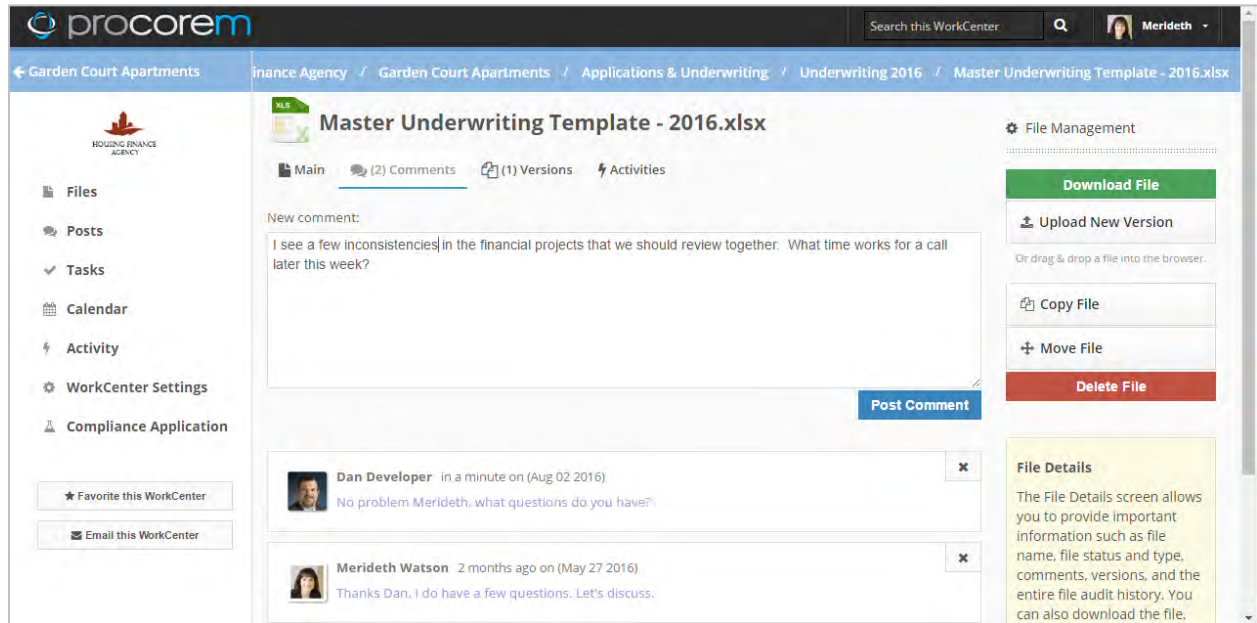 procorem
Search this WorkCenter
Merideth
Garden Court Apartments
inance Agency / Garden Court Apartments / Applications & Underwriting / Underwriting 2016 / Master Underwriting Template - 2016.xlsx
HOUSING FINANCE
AGENCY
Files
Posts
Tasks
Calendar
Activity
WorkCenter Settings
Compliance Application
Favorite this WorkCenter
Email this WorkCenter
XLS
Master Underwriting Template - 2016.xlsx
Main (2) Comments (1) Versions Activities
New comment:
I see a few inconsistencies in the financial projects that we should review together. What time works for a call
later this week?
Post Comment
Dan Developer in a minute on (Aug 02 2016)
No problem Merideth, what questions do you have?
Merideth Watson 2 months ago on (May 27 2016)
Thanks Dan, I do have a few questions. Let's discuss.
File Management
Download File
Upload New Version
Or drag & drop a file into the browser.
Copy File
Move File
Delete File
File Details
The File Details screen allows
you to provide important
information such as file
name, file status and type,
comments, versions, and the
entire file audit history. You
can also download the file,